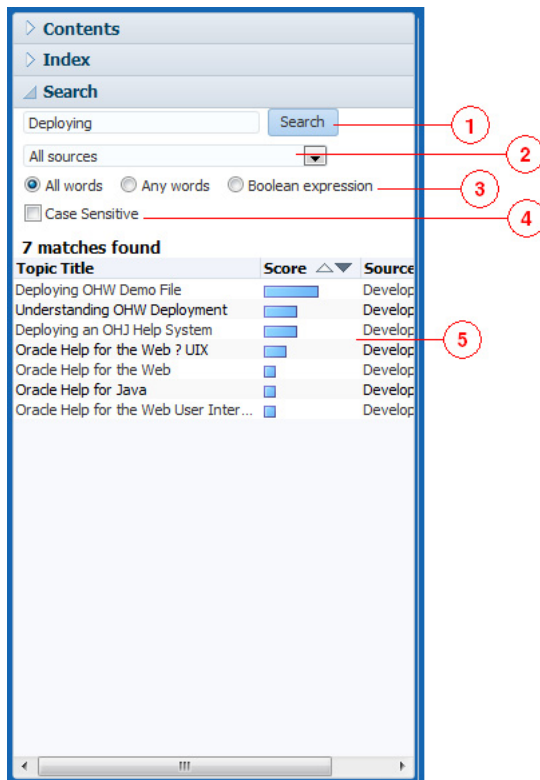 Contents
Index
Search
Deploying Search 1
All sources 2
All words Any words Boolean expression 3
Case Sensitive 4
7 matches found
Topic Title Score Source
Deploying OHW Demo File Develop
Understanding OHW Deployment Develop
Deploying an OHJ Help System Develop
5
Oracle Help for the Web ? UIX Develop
Oracle Help for the Web Develop
Oracle Help for Java Develop
Oracle Help for the Web User Inter... Develop